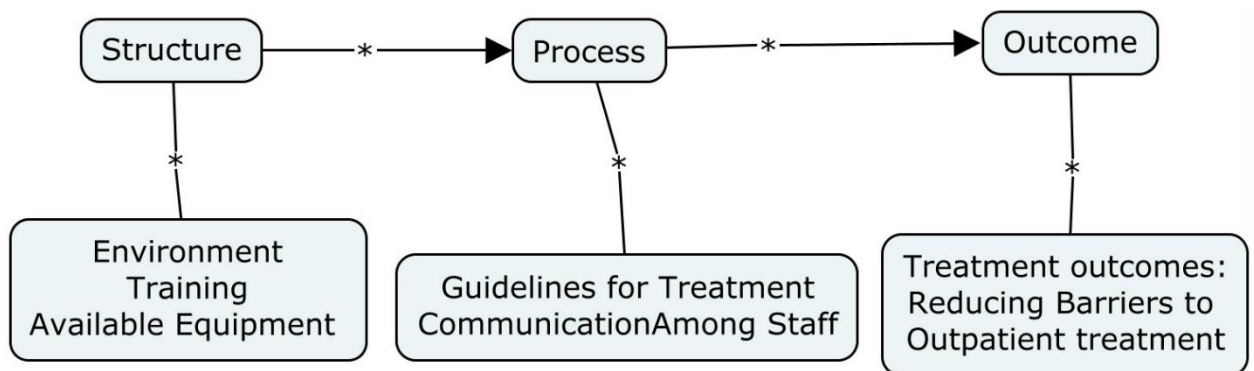 Structure
*
Process
*
Outcome
*
*
*
Environment
Training
Available Equipment
Guidelines for Treatment
CommunicationAmong Staff
Treatment outcomes:
Reducing Barriers to
Outpatient treatment